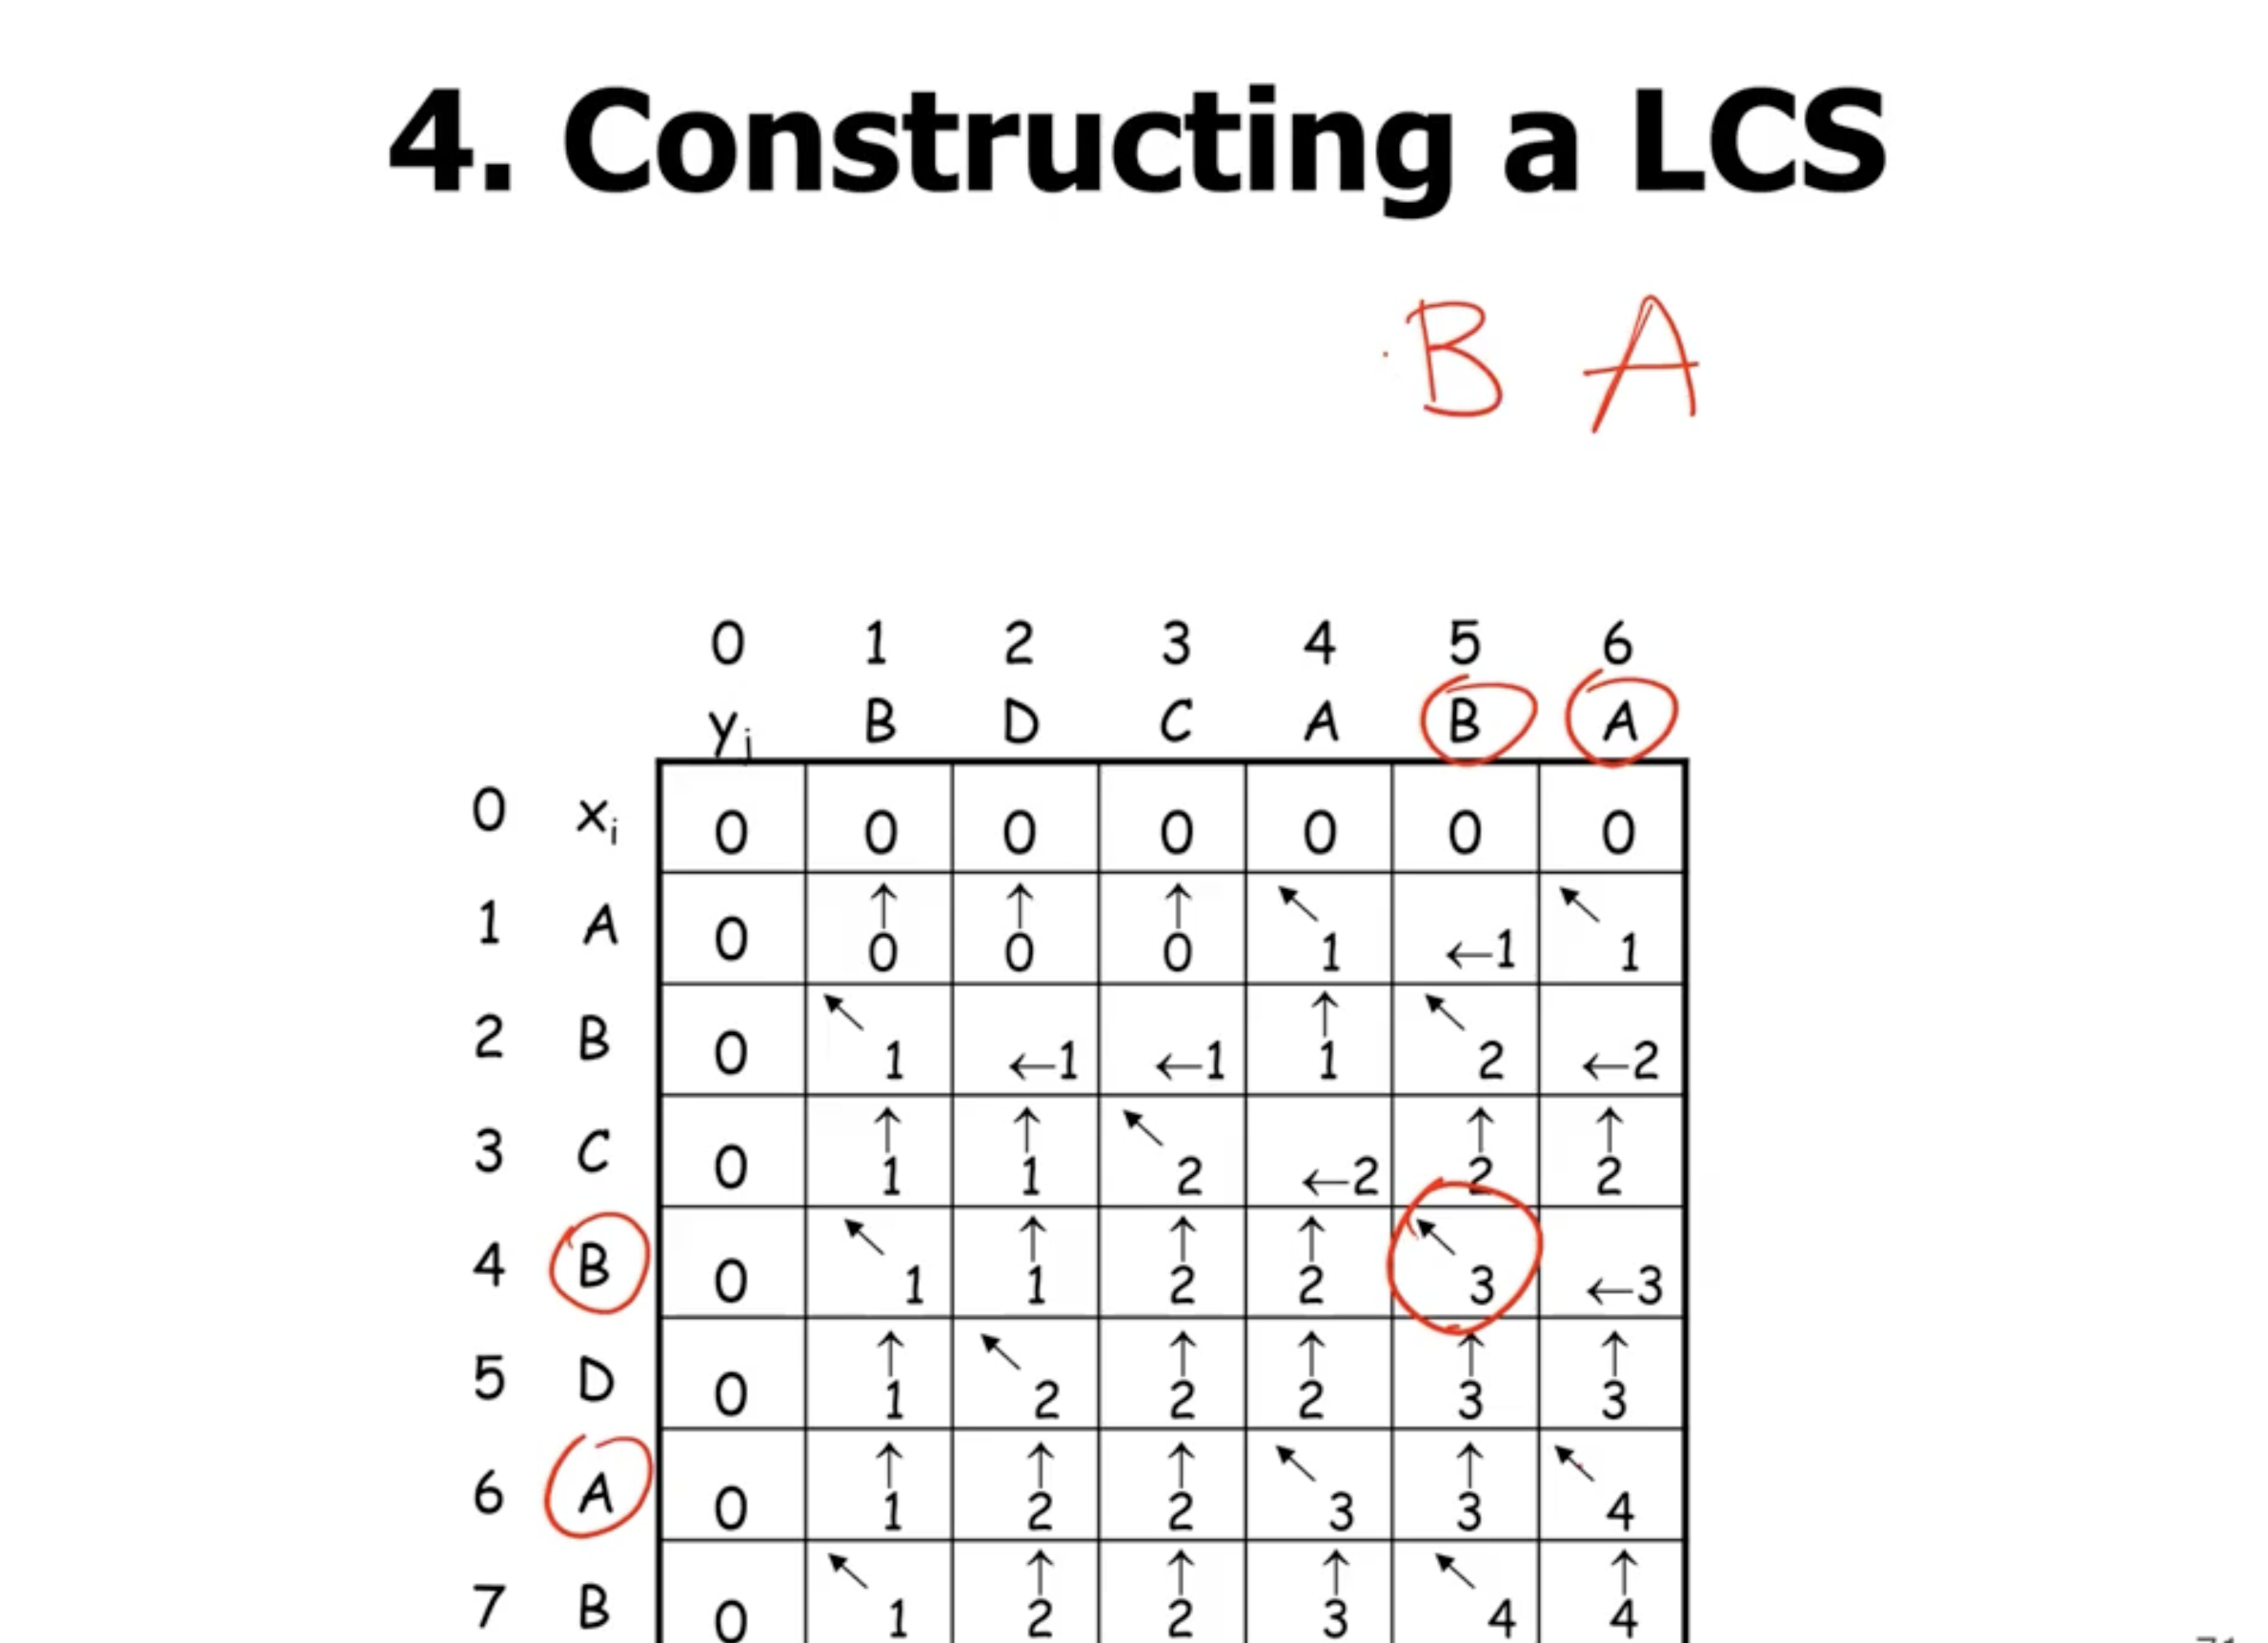 4. Constructing a LCS
B A
0 1 2 3 4 5 6
yj B D C A B A
0 xi 0 0 0 0 0 0 0
1 A 0 ↑0 ↑0 ↑0 ↖1 ←1 ↖1
2 B 0 ↖1 ←1 ←1 ↑1 ↖2 ←2
3 C 0 ↑1 ↑1 ↖2 ←2 ↑2 ↑2
4 B 0 ↖1 ↑1 ↑2 ↑2 ↖3 ←3
5 D 0 ↑1 ↖2 ↑2 ↑2 ↑3 ↑3
6 A 0 ↑1 ↑2 ↑2 ↖3 ↑3 ↖4
7 B 0 ↖1 ↑2 ↑2 ↑3 ↖4 ↑4